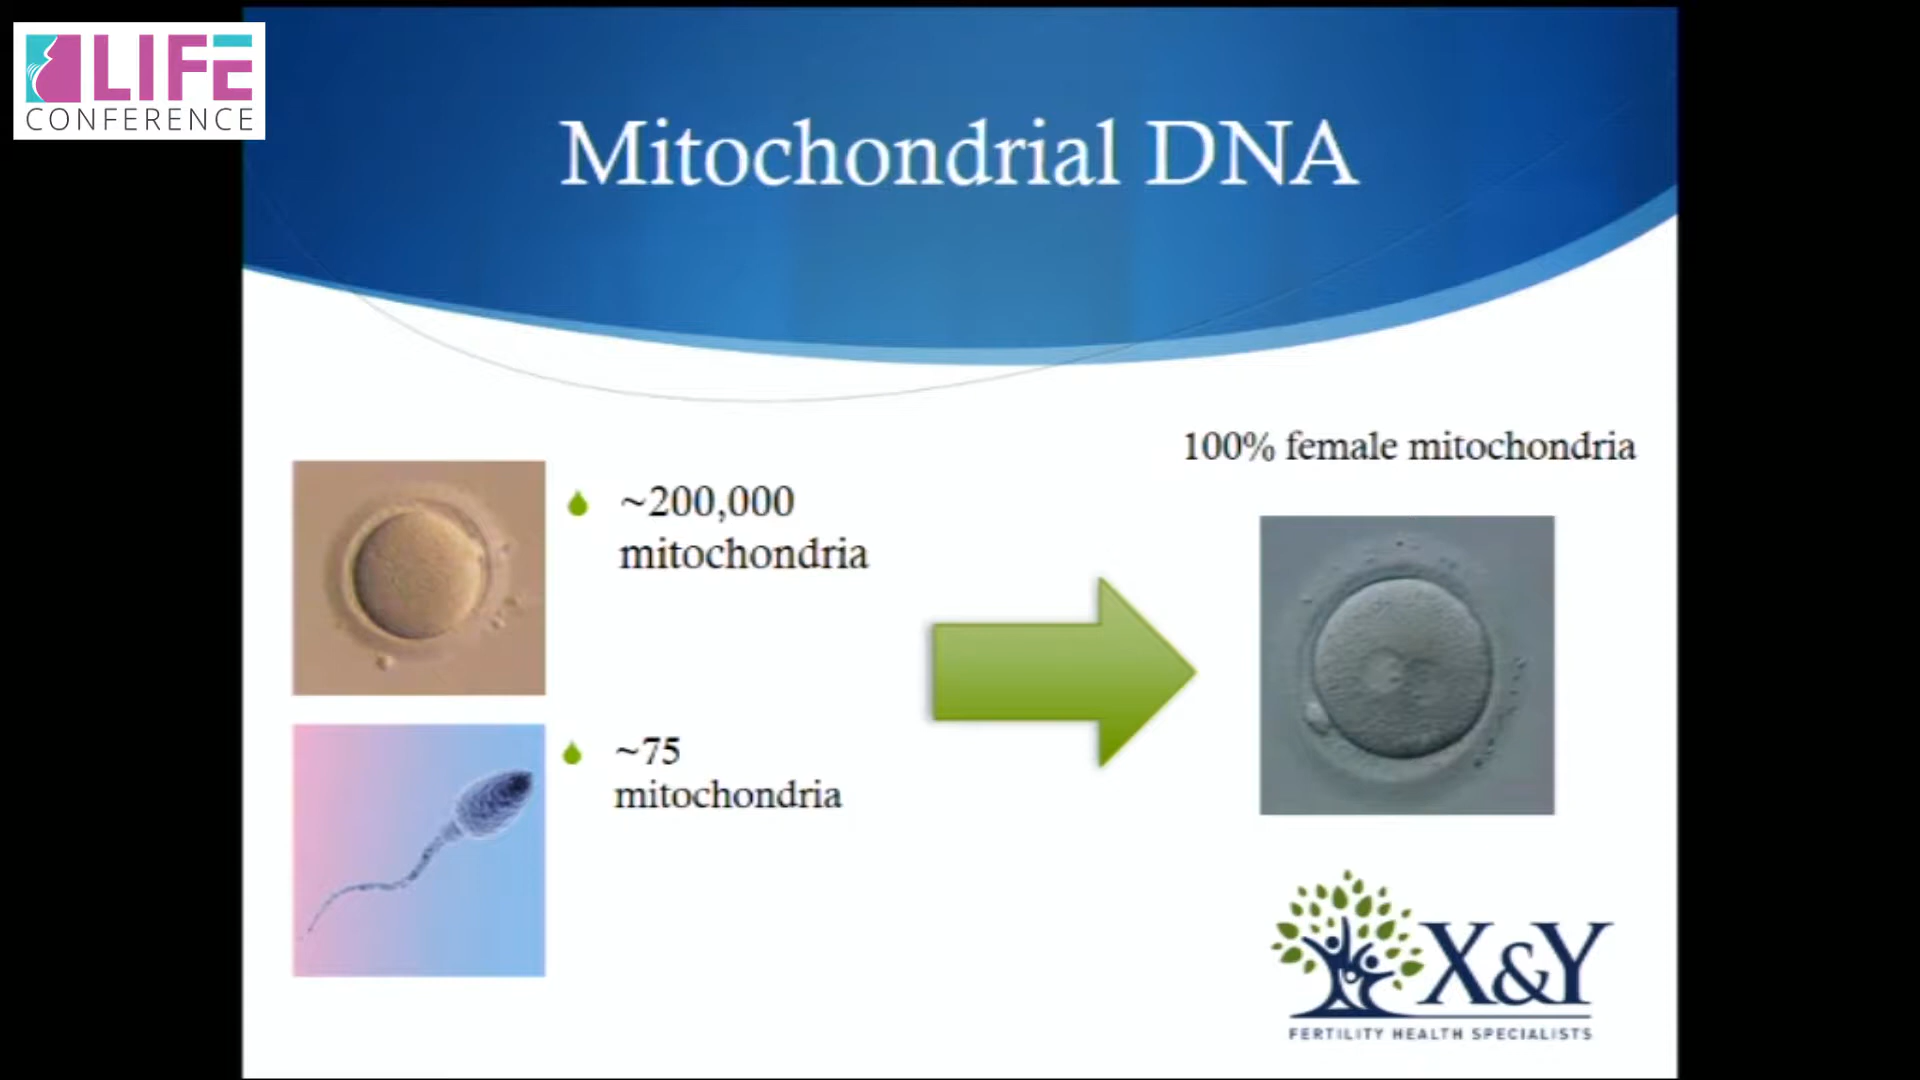 LIFE
CONFERENCE
Mitochondrial DNA
100% female mitochondria
~200,000
mitochondria
~75
mitochondria
X&Y
FERTILITY HEALTH SPECIALISTS